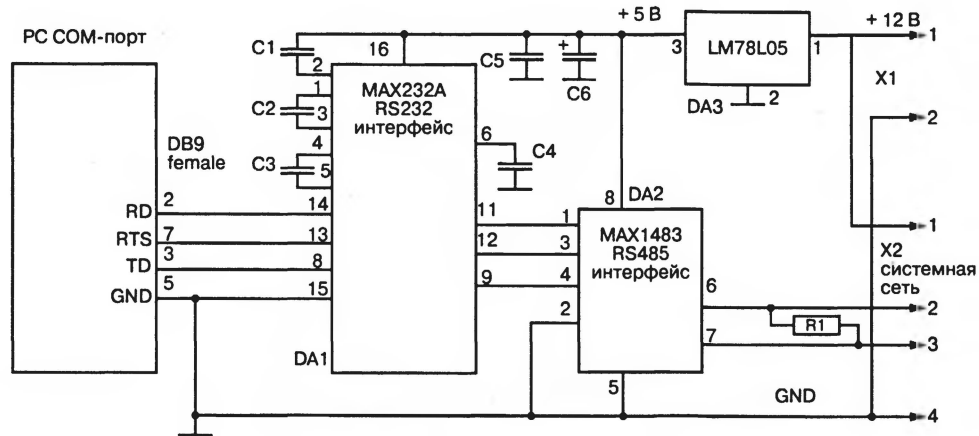 PC COM-порт
DB9
female
RD
2
RTS
7
TD
3
GND
5
C1
2
1
C2
3
4
C3
5
14
13
8
15
16
MAX232A
RS232
интерфейс
6
C4
11
12
9
DA1
+ 5 В
C5
+
C6
3
LM78L05
1
DA3
2
+ 12 В
1
X1
2
8
DA2
1
3
4
2
MAX1483
RS485
интерфейс
6
7
5
R1
1
X2
системная
сеть
2
3
GND
4